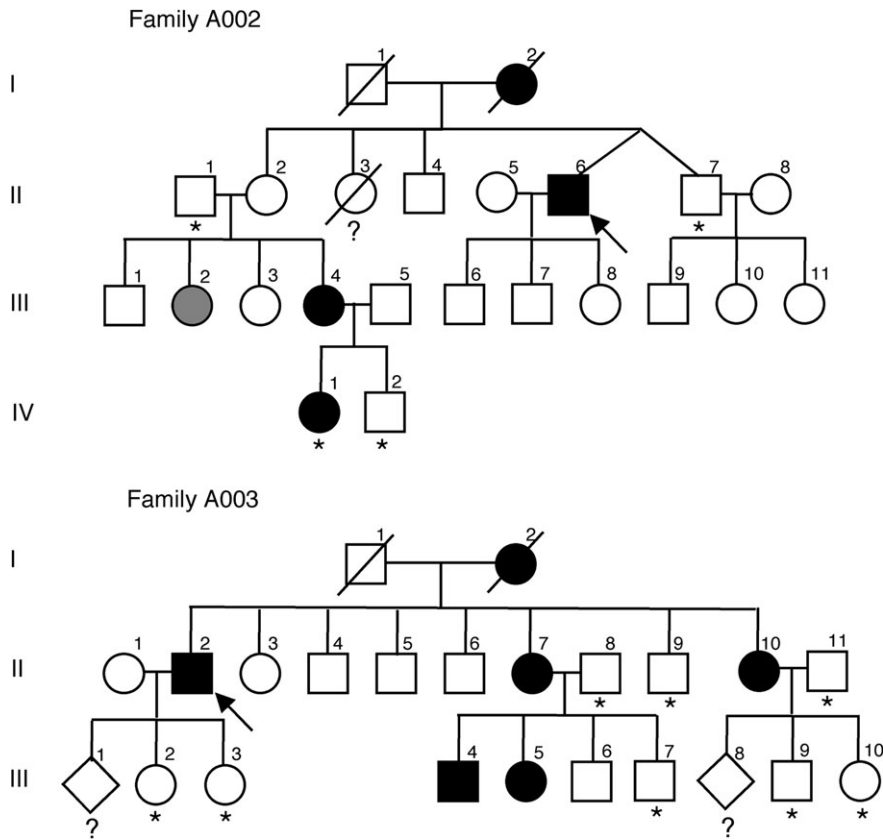 Family A002
I
1 2
II
1 2 3 4 5 6 7 8
* ? *
III
1 2 3 4 5 6 7 8 9 10 11
IV
1 2
* *
Family A003
I
1 2
II
1 2 3 4 5 6 7 8 9 10 11
* * *
III
1 2 3 4 5 6 7 8 9 10
? * * * ? * *